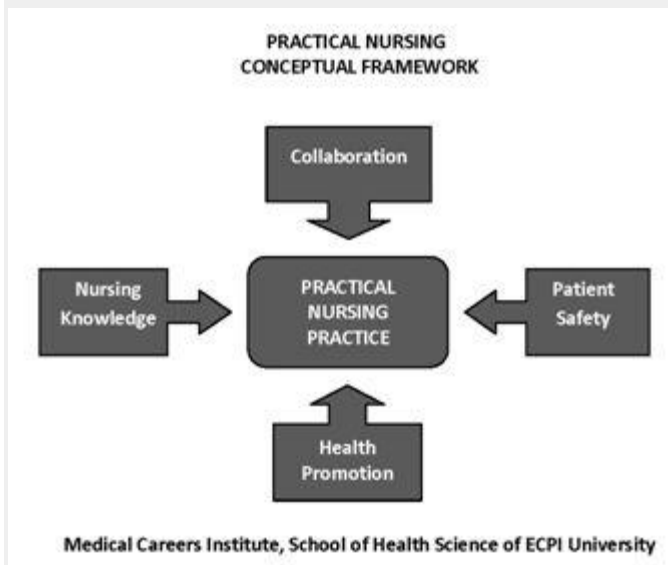 PRACTICAL NURSING
CONCEPTUAL FRAMEWORK
Collaboration
Nursing
Knowledge
PRACTICAL
NURSING
PRACTICE
Patient
Safety
Health
Promotion
Medical Careers Institute, School of Health Science of ECPI University